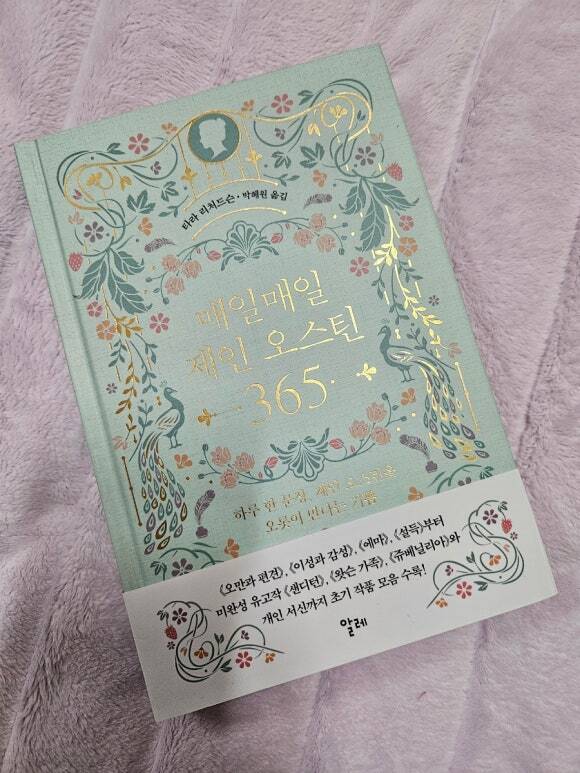 타라 리처드슨 · 박혜원 옮김
매일매일
제인 오스틴
365
하루 한 문장, 제인 오스틴을
오롯이 만나는 기쁨
《오만과 편견》, 《이성과 감성》, 《에마》, 《설득》부터
미완성 유고작 《샌디턴》, 《왓슨 가족》, 《쥬베닐리아》와
개인 서신까지 초기 작품 모음 수록!
알레